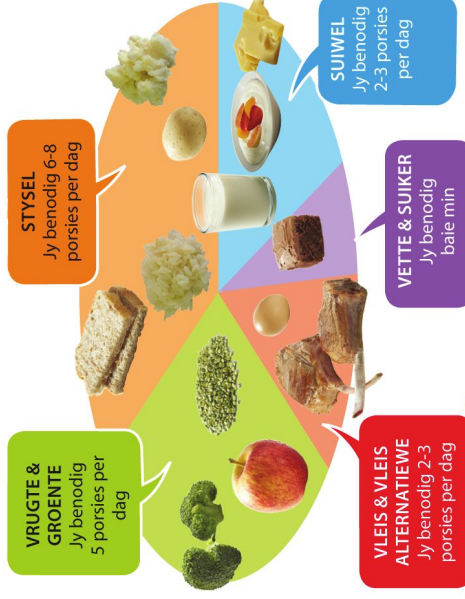 VRUGTE &
GROENTE
Jy benodig
5 porsies per
dag
STYSEL
Jy benodig 6-8
porsies per dag
VLEIS & VLEIS
ALTERNATIEWE
Jy benodig 2-3
porsies per dag
VETTE & SUIKER
Jy benodig
baie min
SUIWEL
Jy benodig
2-3 porsies
per dag